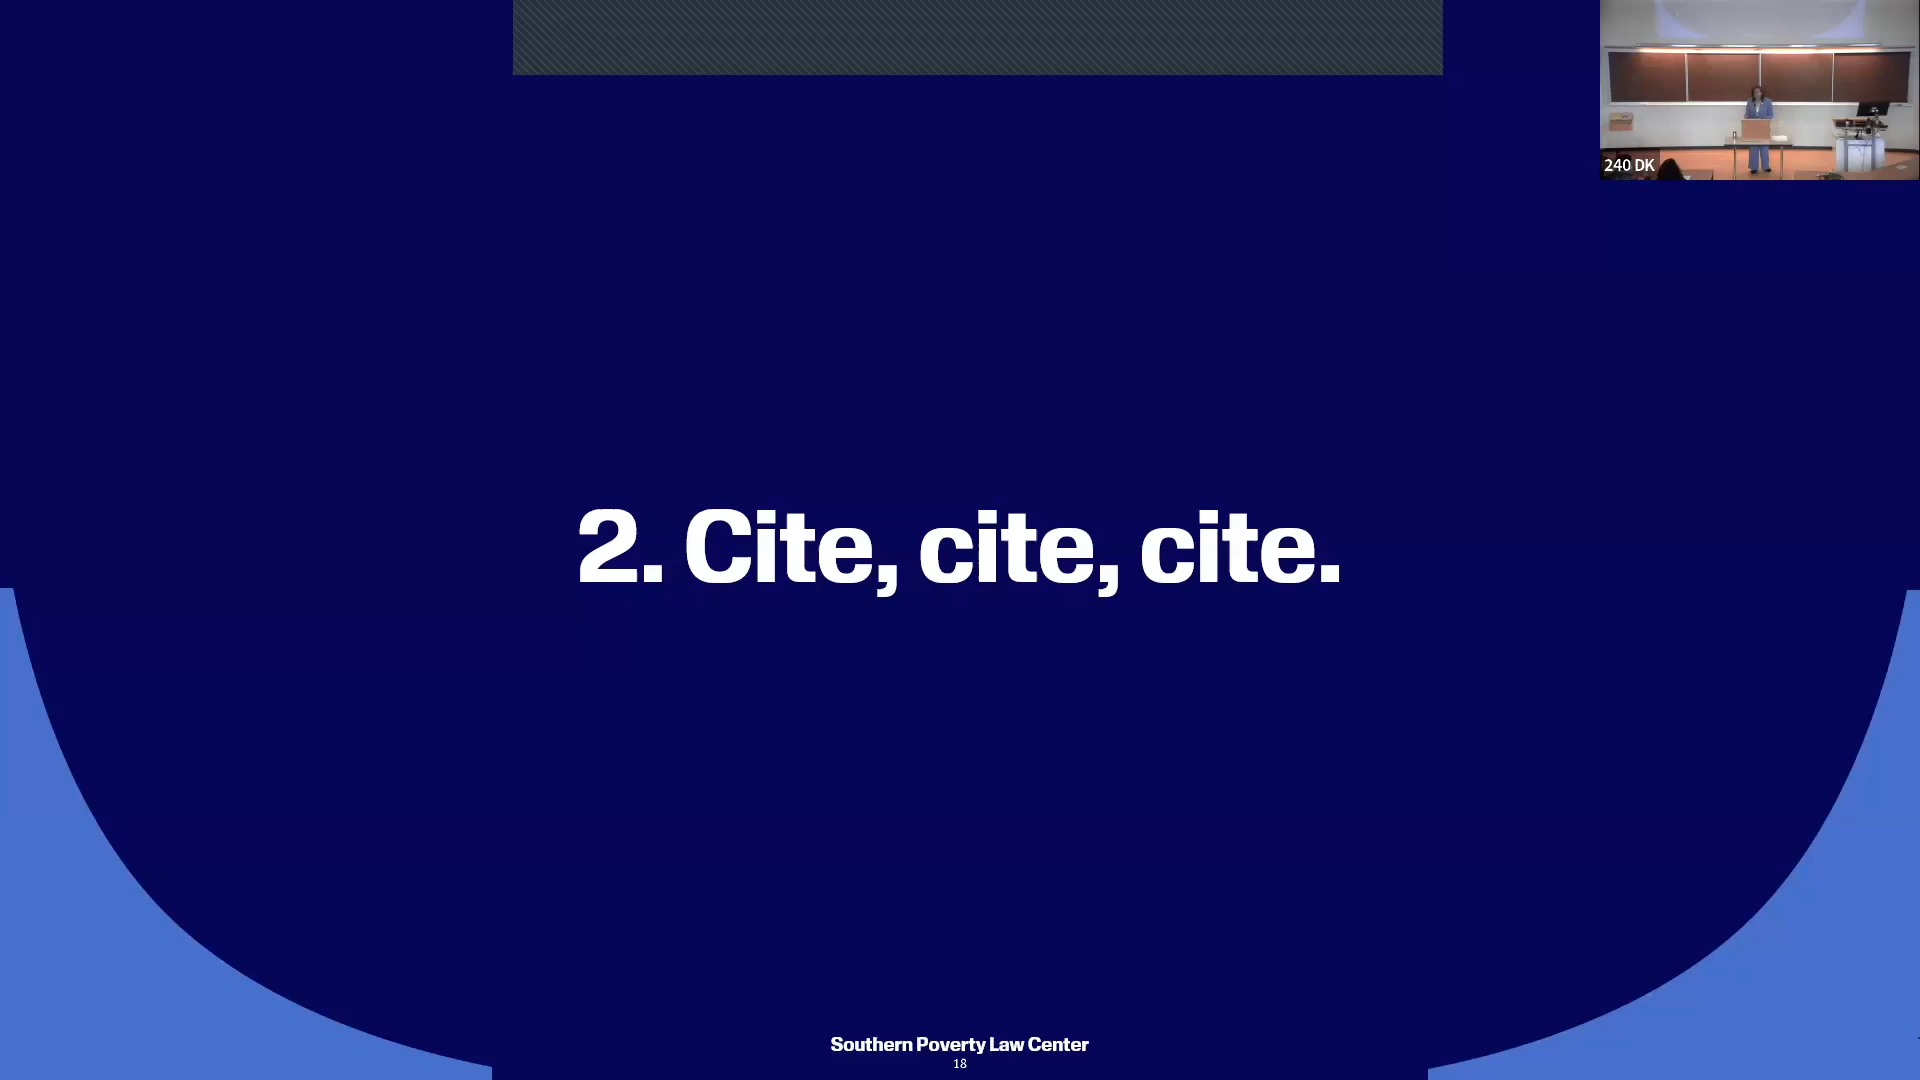 240 DK
2. Cite, cite, cite.
Southern Poverty Law Center
18